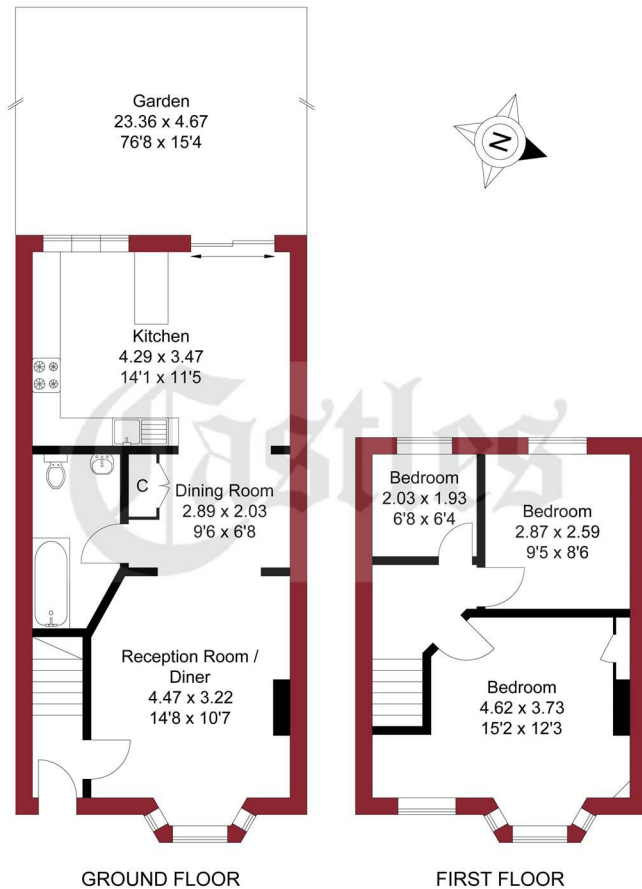 Garden
23.36 x 4.67
76'8 x 15'4
N
Kitchen
4.29 x 3.47
14'1 x 11'5
Castles
C
Dining Room
2.89 x 2.03
9'6 x 6'8
Bedroom
2.03 x 1.93
6'8 x 6'4
Bedroom
2.87 x 2.59
9'5 x 8'6
Reception Room /
Diner
4.47 x 3.22
14'8 x 10'7
Bedroom
4.62 x 3.73
15'2 x 12'3
GROUND FLOOR
FIRST FLOOR